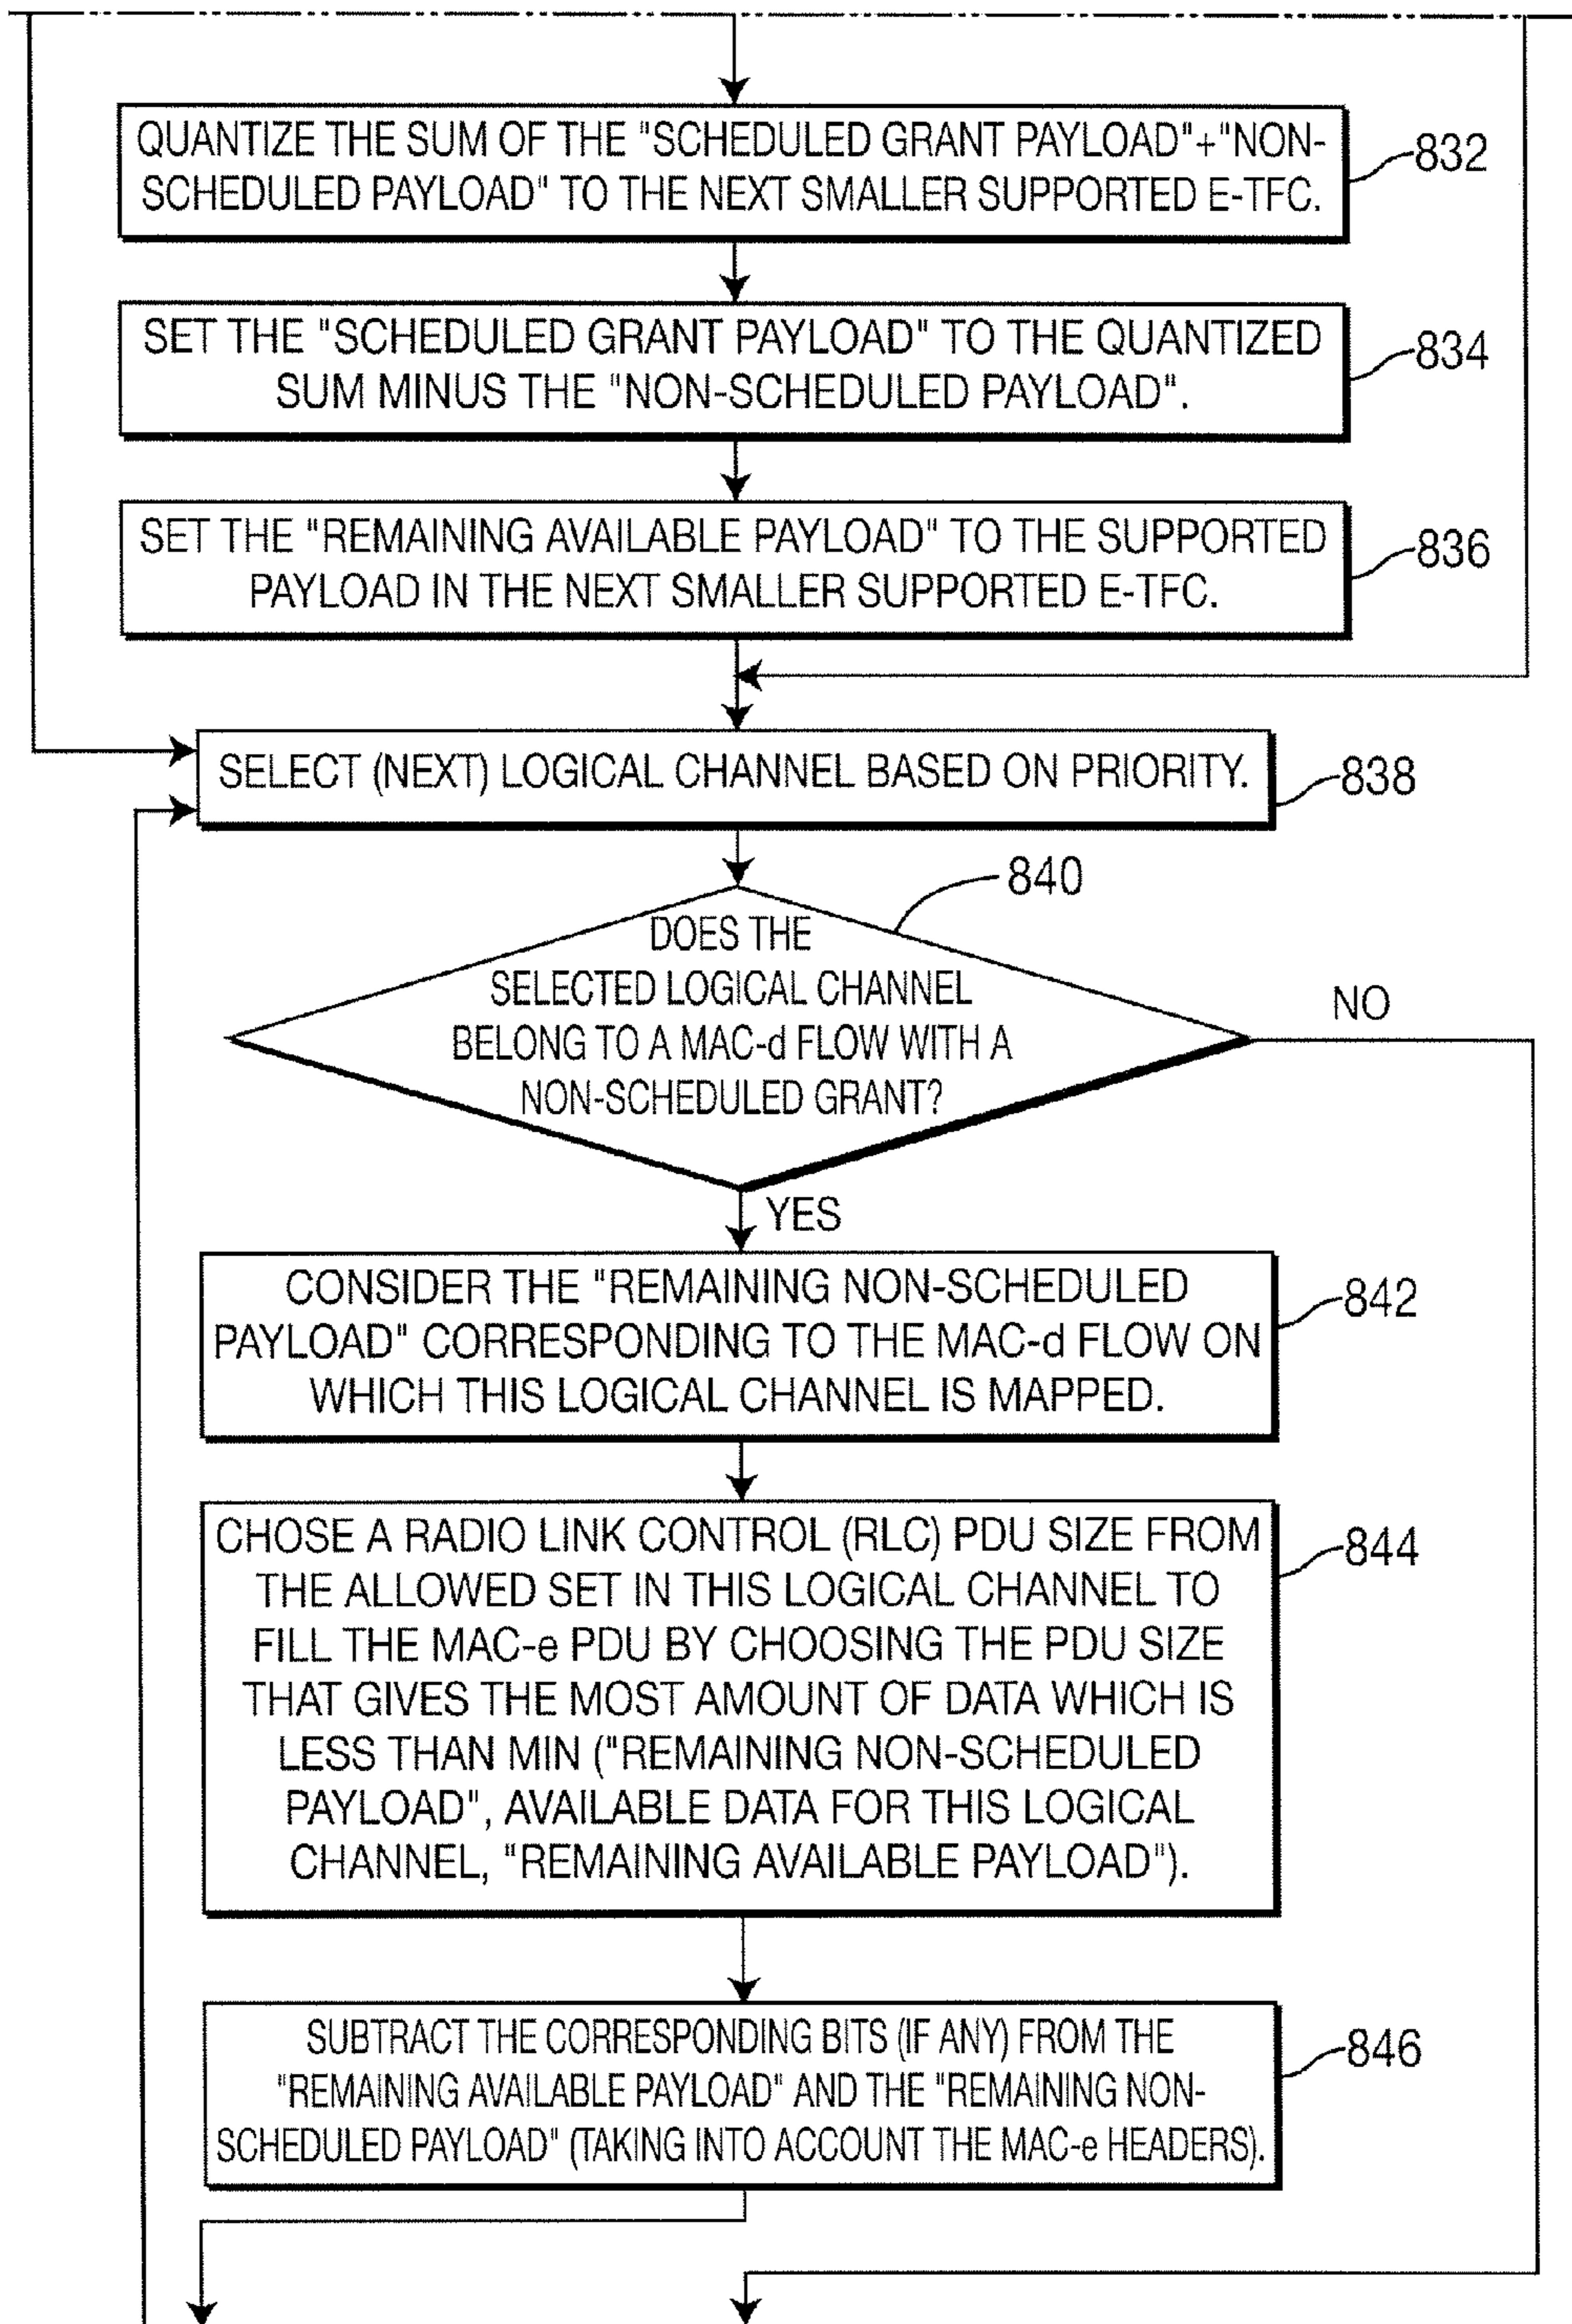 QUANTIZE THE SUM OF THE "SCHEDULED GRANT PAYLOAD"+"NON-
SCHEDULED PAYLOAD" TO THE NEXT SMALLER SUPPORTED E-TFC.
832
SET THE "SCHEDULED GRANT PAYLOAD" TO THE QUANTIZED
SUM MINUS THE "NON-SCHEDULED PAYLOAD".
834
SET THE "REMAINING AVAILABLE PAYLOAD" TO THE SUPPORTED
PAYLOAD IN THE NEXT SMALLER SUPPORTED E-TFC.
836
SELECT (NEXT) LOGICAL CHANNEL BASED ON PRIORITY.
838
840
DOES THE
SELECTED LOGICAL CHANNEL
BELONG TO A MAC-d FLOW WITH A
NON-SCHEDULED GRANT?
NO
YES
CONSIDER THE "REMAINING NON-SCHEDULED
PAYLOAD" CORRESPONDING TO THE MAC-d FLOW ON
WHICH THIS LOGICAL CHANNEL IS MAPPED.
842
CHOSE A RADIO LINK CONTROL (RLC) PDU SIZE FROM
THE ALLOWED SET IN THIS LOGICAL CHANNEL TO
FILL THE MAC-e PDU BY CHOOSING THE PDU SIZE
THAT GIVES THE MOST AMOUNT OF DATA WHICH IS
LESS THAN MIN ("REMAINING NON-SCHEDULED
PAYLOAD", AVAILABLE DATA FOR THIS LOGICAL
CHANNEL, "REMAINING AVAILABLE PAYLOAD").
844
SUBTRACT THE CORRESPONDING BITS (IF ANY) FROM THE
"REMAINING AVAILABLE PAYLOAD" AND THE "REMAINING NON-
SCHEDULED PAYLOAD" (TAKING INTO ACCOUNT THE MAC-e HEADERS).
846